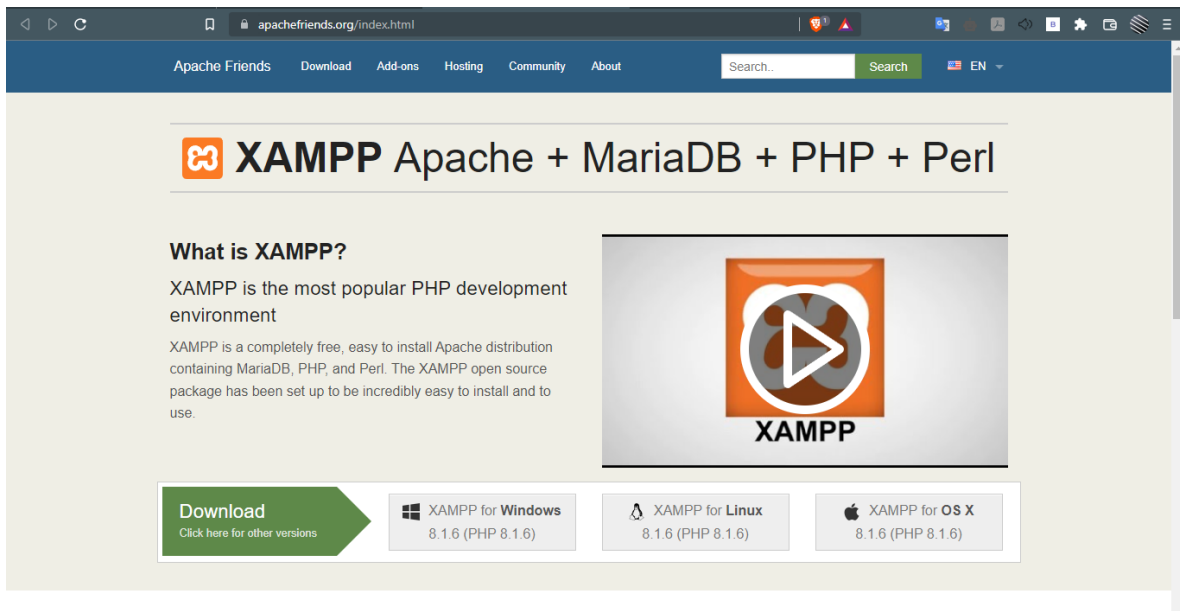 apachefriends.org/index.html
1
Apache Friends Download Add-ons Hosting Community About Search.. Search EN
XAMPP Apache + MariaDB + PHP + Perl
What is XAMPP?
XAMPP is the most popular PHP development
environment
XAMPP is a completely free, easy to install Apache distribution
containing MariaDB, PHP, and Perl. The XAMPP open source
package has been set up to be incredibly easy to install and to
use.
XAMPP
Download
Click here for other versions
XAMPP for Windows
8.1.6 (PHP 8.1.6)
XAMPP for Linux
8.1.6 (PHP 8.1.6)
XAMPP for OS X
8.1.6 (PHP 8.1.6)